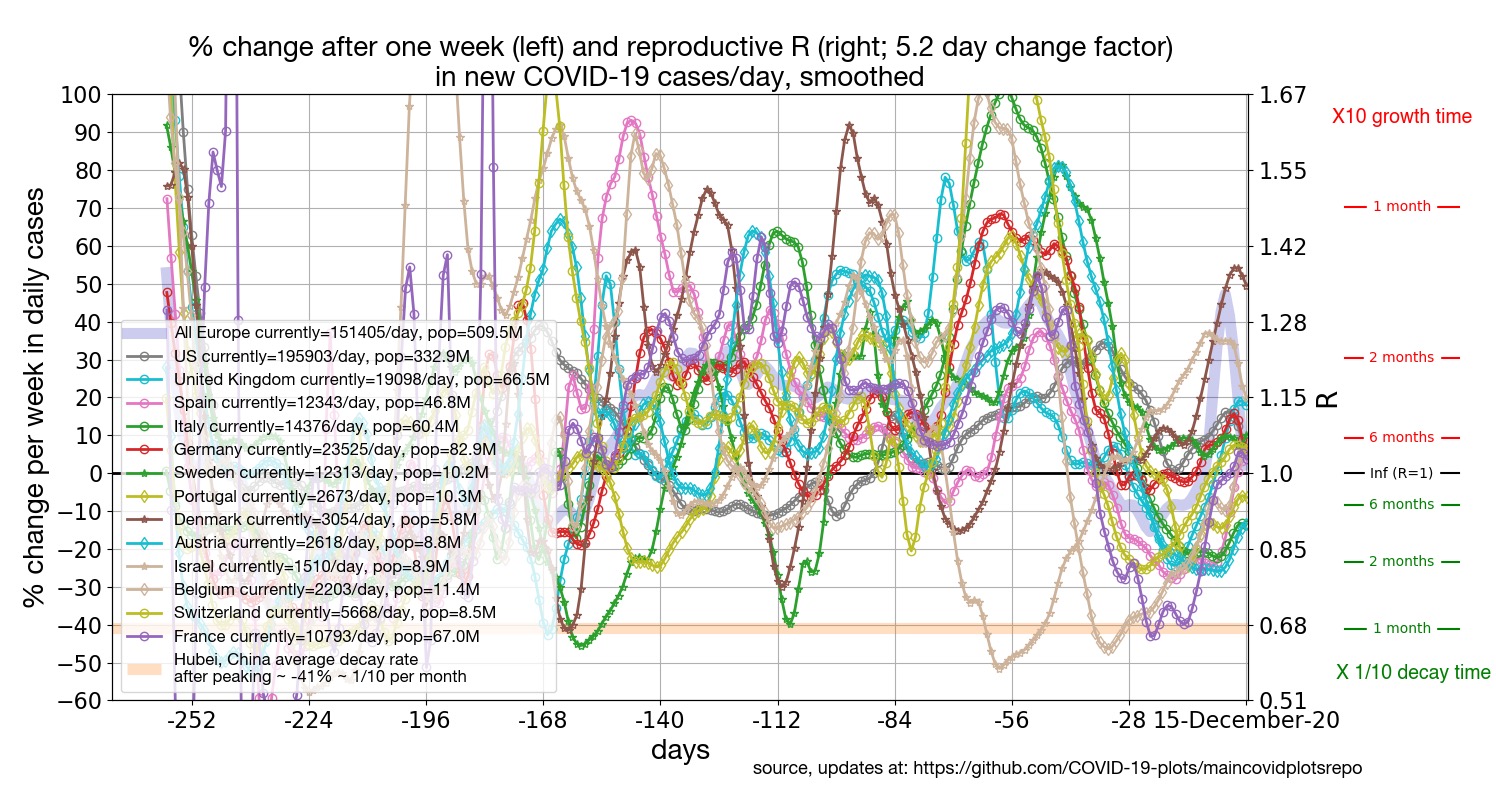 % change after one week (left) and reproductive R (right; 5.2 day change factor)
in new COVID-19 cases/day, smoothed
% change per week in daily cases
100
90
80
70
60
50
40
30
20
10
0
−10
−20
−30
−40
−50
−60
All Europe currently=151405/day, pop=509.5M
US currently=195903/day, pop=332.9M
United Kingdom currently=19098/day, pop=66.5M
Spain currently=12343/day, pop=46.8M
Italy currently=14376/day, pop=60.4M
Germany currently=23525/day, pop=82.9M
Sweden currently=12313/day, pop=10.2M
Portugal currently=2673/day, pop=10.3M
Denmark currently=3054/day, pop=5.8M
Austria currently=2618/day, pop=8.8M
Israel currently=1510/day, pop=8.9M
Belgium currently=2203/day, pop=11.4M
Switzerland currently=5668/day, pop=8.5M
France currently=10793/day, pop=67.0M
Hubei, China average decay rate
after peaking ~ -41% ~ 1/10 per month
1.67
1.55
1.42
1.28
1.15
1.0
0.85
0.68
0.51
R
X10 growth time
1 month
2 months
6 months
Inf (R=1)
6 months
2 months
1 month
X 1/10 decay time
-252 -224 -196 -168 -140 -112 -84 -56 -28 15-December-20
days
source, updates at: https://github.com/COVID-19-plots/maincovidplotsrepo